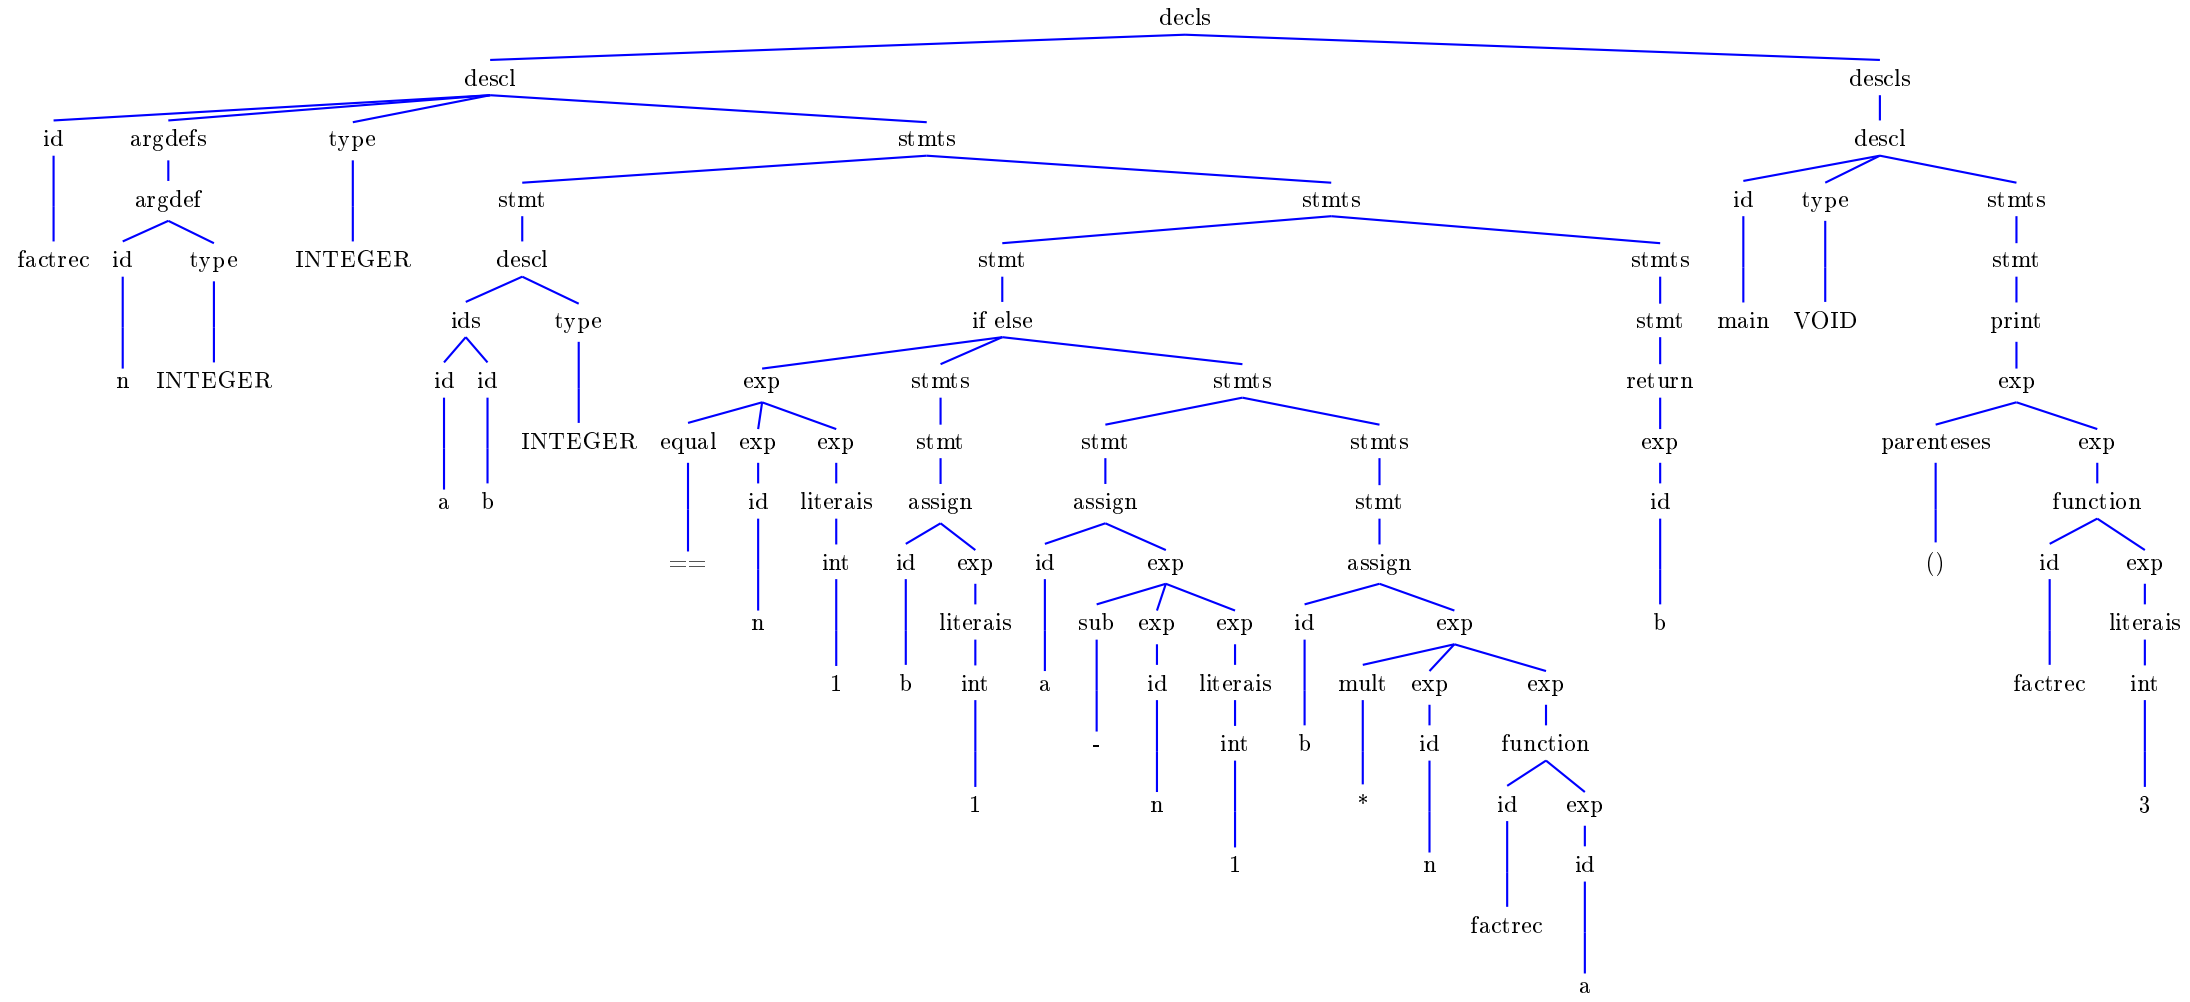 decls
descl descls
id argdefs type stmts descl
argdef stmt stmts id type stmts
factrec id type INTEGER descl stmt stmts stmt
ids type if else stmt main VOID print
n INTEGER id id exp stmts stmts return exp
INTEGER equal exp exp stmt stmt stmts exp parenteses exp
a b id literais assign assign stmt id function
== int id exp id exp assign () id exp
n literais sub exp exp id exp b literais
1 b int a id literais mult exp exp factrec int
- int b id function
1 n * id exp 3
1 n id
factrec
a